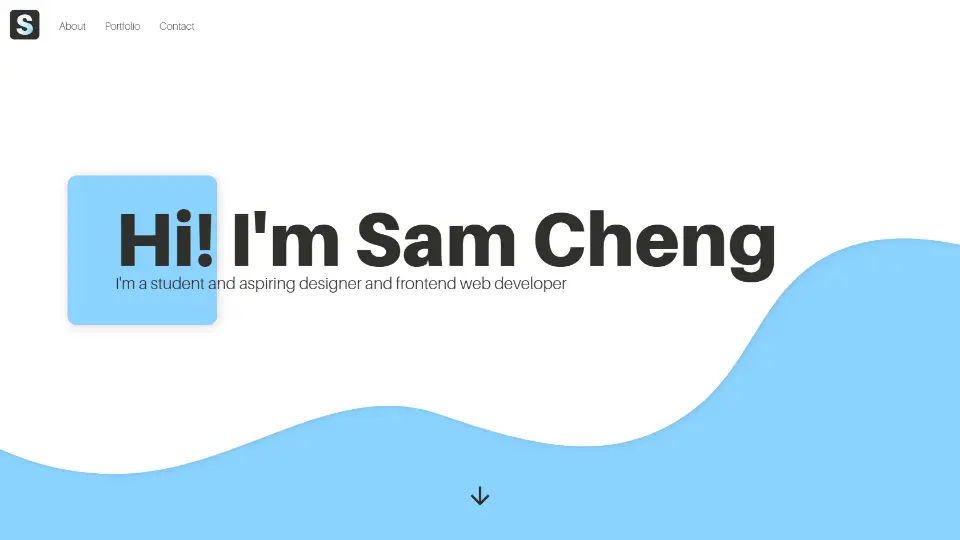 S
About
Portfolio
Contact
Hi! I'm Sam Cheng
I'm a student and aspiring designer and frontend web developer